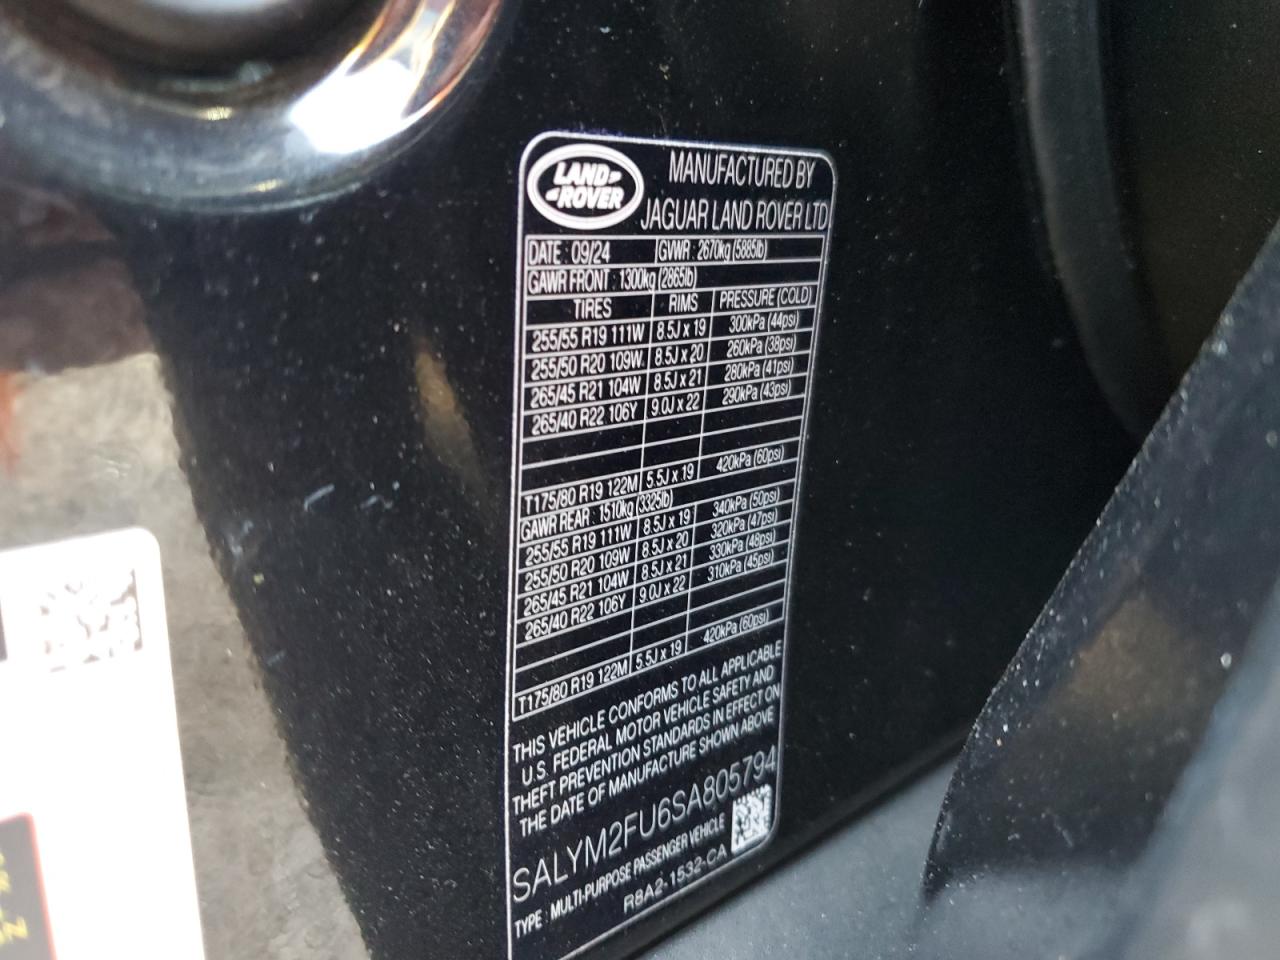 LAND-
-ROVER
MANUFACTURED BY
JAGUAR LAND ROVER LTD
DATE : 09/24 GVWR : 2670kg (5885lb)
GAWR FRONT : 1300kg (2865lb)
TIRES RIMS PRESSURE (COLD)
255/55 R19 111W 8.5J x 19 300kPa (44psi)
255/50 R20 109W 8.5J x 20 260kPa (38psi)
265/45 R21 104W 8.5J x 21 280kPa (41psi)
265/40 R22 106Y 9.0J x 22 290kPa (43psi)
T175/80 R19 122M 5.5J x 19 420kPa (60psi)
GAWR REAR : 1510kg (3325lb)
255/55 R19 111W 8.5J x 19 340kPa (50psi)
255/50 R20 109W 8.5J x 20 320kPa (47psi)
265/45 R21 104W 8.5J x 21 330kPa (48psi)
265/40 R22 106Y 9.0J x 22 310kPa (45psi)
T175/80 R19 122M 5.5J x 19 420kPa (60psi)
THIS VEHICLE CONFORMS TO ALL APPLICABLE
U.S. FEDERAL MOTOR VEHICLE SAFETY AND
THEFT PREVENTION STANDARDS IN EFFECT ON
THE DATE OF MANUFACTURE SHOWN ABOVE
SALYM2FU6SA805794
TYPE : MULTI-PURPOSE PASSENGER VEHICLE
R8A2-1532-CA